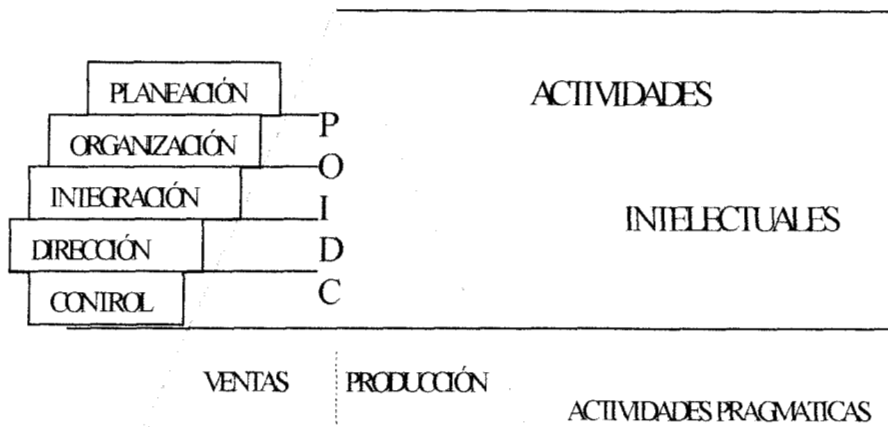 PLANEACIÓN
ACTIVIDADES
P
ORGANIZACIÓN
O
INTEGRACIÓN
I
INTELECTUALES
DIRECCIÓN
D
CONTROL
C
VENTAS
PRODUCCIÓN
ACTIVIDADES PRAGMATICAS